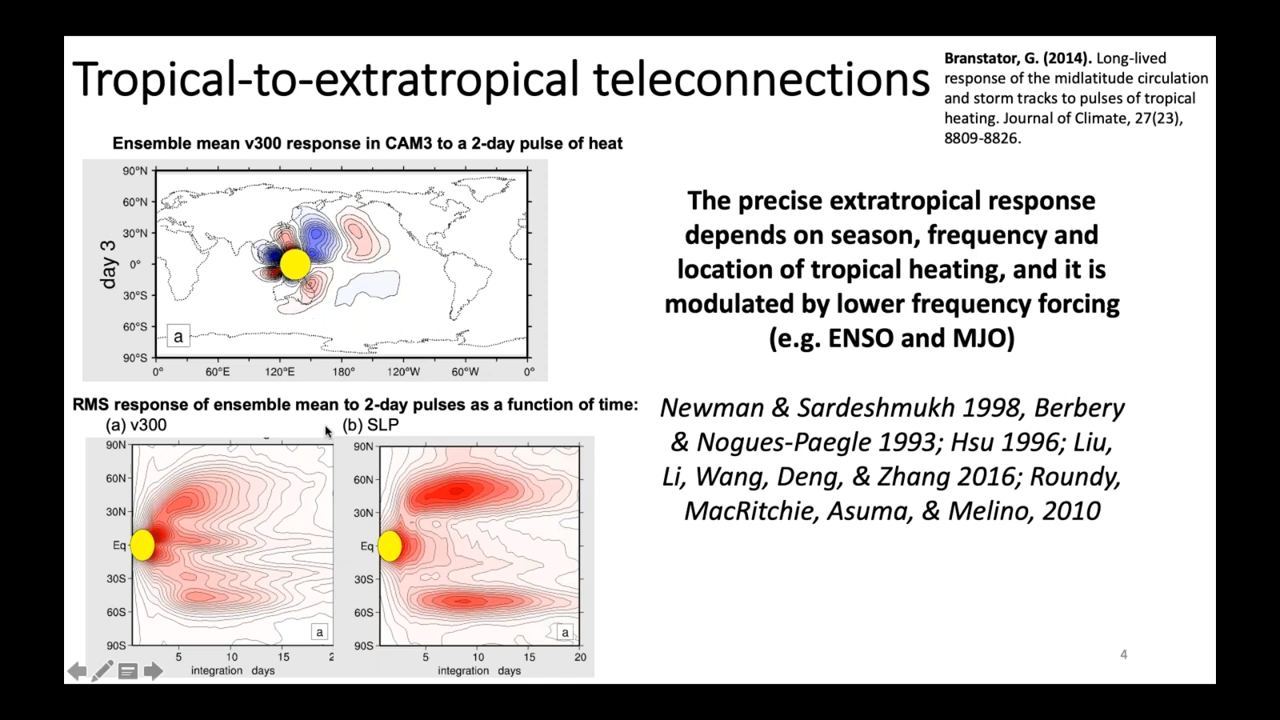 Tropical-to-extratropical teleconnections
Branstator, G. (2014). Long-lived
response of the midlatitude circulation
and storm tracks to pulses of tropical
heating. Journal of Climate, 27(23),
8809-8826.
Ensemble mean v300 response in CAM3 to a 2-day pulse of heat
day 3
90°N
60°N
30°N
0°
30°S
60°S
90°S
a
0° 60°E 120°E 180° 120°W 60°W 0°
The precise extratropical response
depends on season, frequency and
location of tropical heating, and it is
modulated by lower frequency forcing
(e.g. ENSO and MJO)
Newman & Sardeshmukh 1998, Berbery
& Nogues-Paegle 1993; Hsu 1996; Liu,
Li, Wang, Deng, & Zhang 2016; Roundy,
MacRitchie, Asuma, & Melino, 2010
RMS response of ensemble mean to 2-day pulses as a function of time:
(a) v300
90N
60N
30N
Eq
30S
60S
90S
a
5 10 15 2
integration days
(b) SLP
90N
60N
30N
Eq
30S
60S
90S
a
5 10 15 20
integration days
4